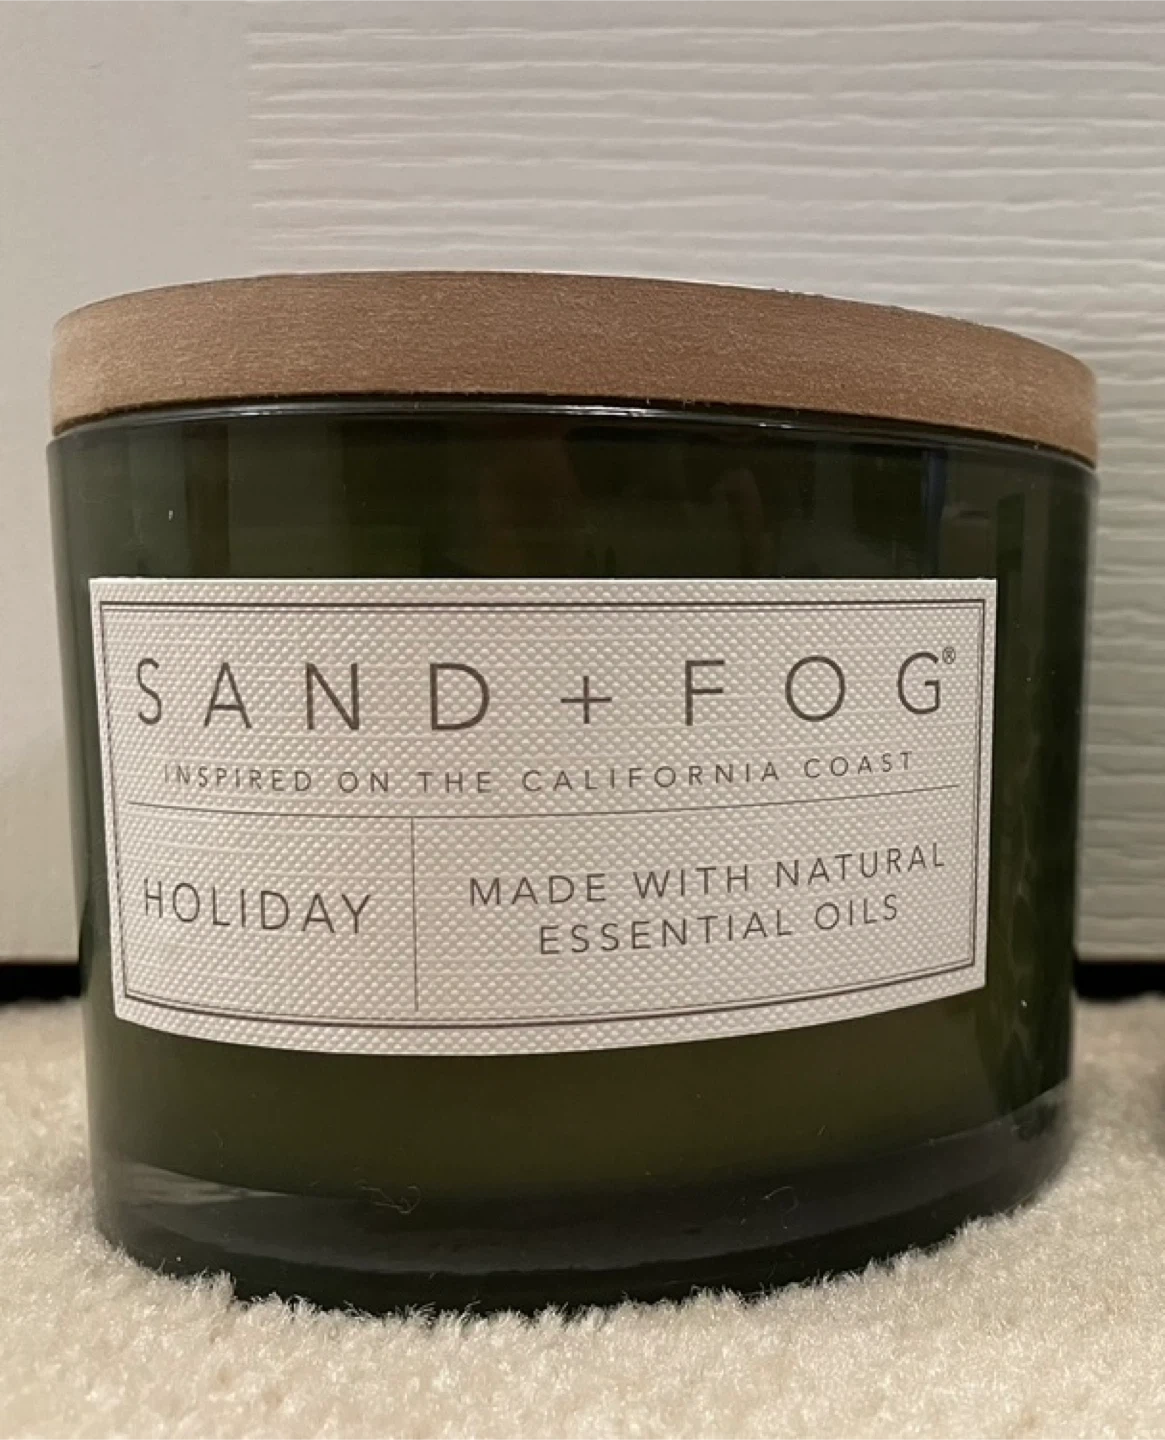 SAND + FOG®
INSPIRED ON THE CALIFORNIA COAST
HOLIDAY
MADE WITH NATURAL
ESSENTIAL OILS